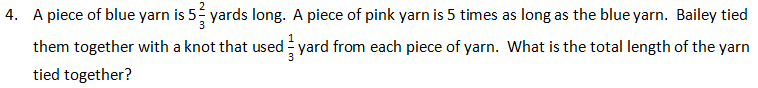 4. A piece of blue yarn is 5 2/3 yards long. A piece of pink yarn is 5 times as long as the blue yarn. Bailey tied
them together with a knot that used 1/3 yard from each piece of yarn. What is the total length of the yarn
tied together?